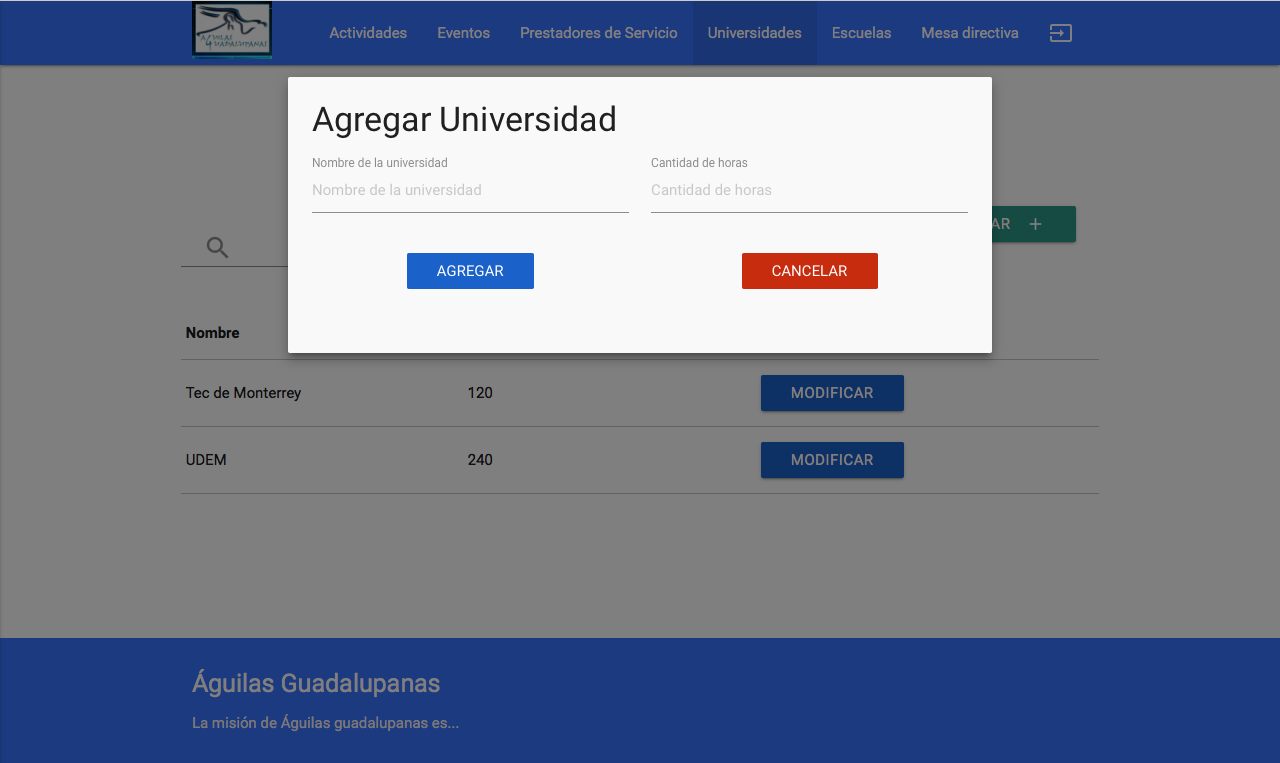 AGUILAS
GUADALUPANAS
Actividades Eventos Prestadores de Servicio Universidades Escuelas Mesa directiva
Agregar Universidad
Nombre de la universidad Cantidad de horas
Nombre de la universidad Cantidad de horas
AR +
AGREGAR CANCELAR
Nombre
Tec de Monterrey 120 MODIFICAR
UDEM 240 MODIFICAR
Águilas Guadalupanas
La misión de Águilas guadalupanas es...